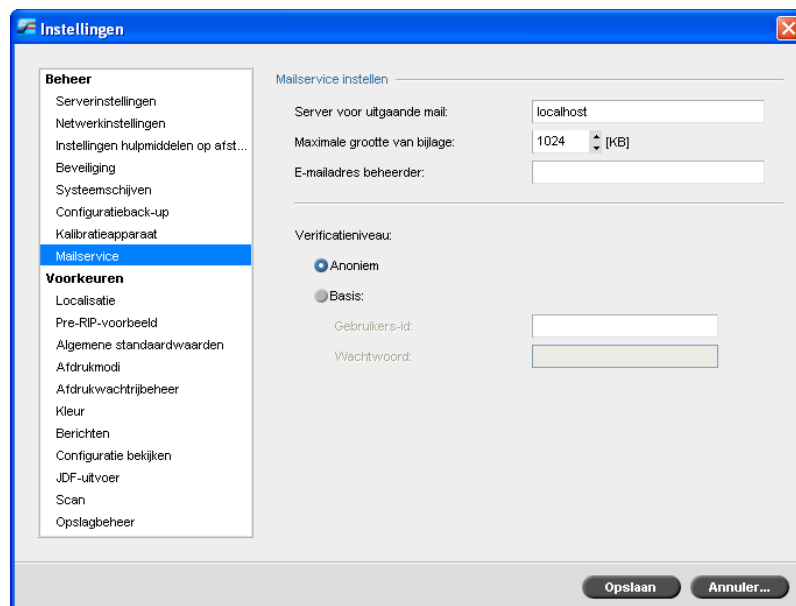 Instellingen
Beheer
Serverinstellingen
Netwerkinstellingen
Instellingen hulpmiddelen op afst...
Beveiliging
Systeemschijven
Configuratieback-up
Kalibratieapparaat
Mailservice
Voorkeuren
Localisatie
Pre-RIP-voorbeeld
Algemene standaardwaarden
Afdrukmodi
Afdrukwachtrijbeheer
Kleur
Berichten
Configuratie bekijken
JDF-uitvoer
Scan
Opslagbeheer
Mailservice instellen
Server voor uitgaande mail: localhost
Maximale grootte van bijlage: 1024 [KB]
E-mailadres beheerder:
Verificatieniveau:
Anoniem
Basis:
Gebruikers-id:
Wachtwoord:
Opslaan Annuler...